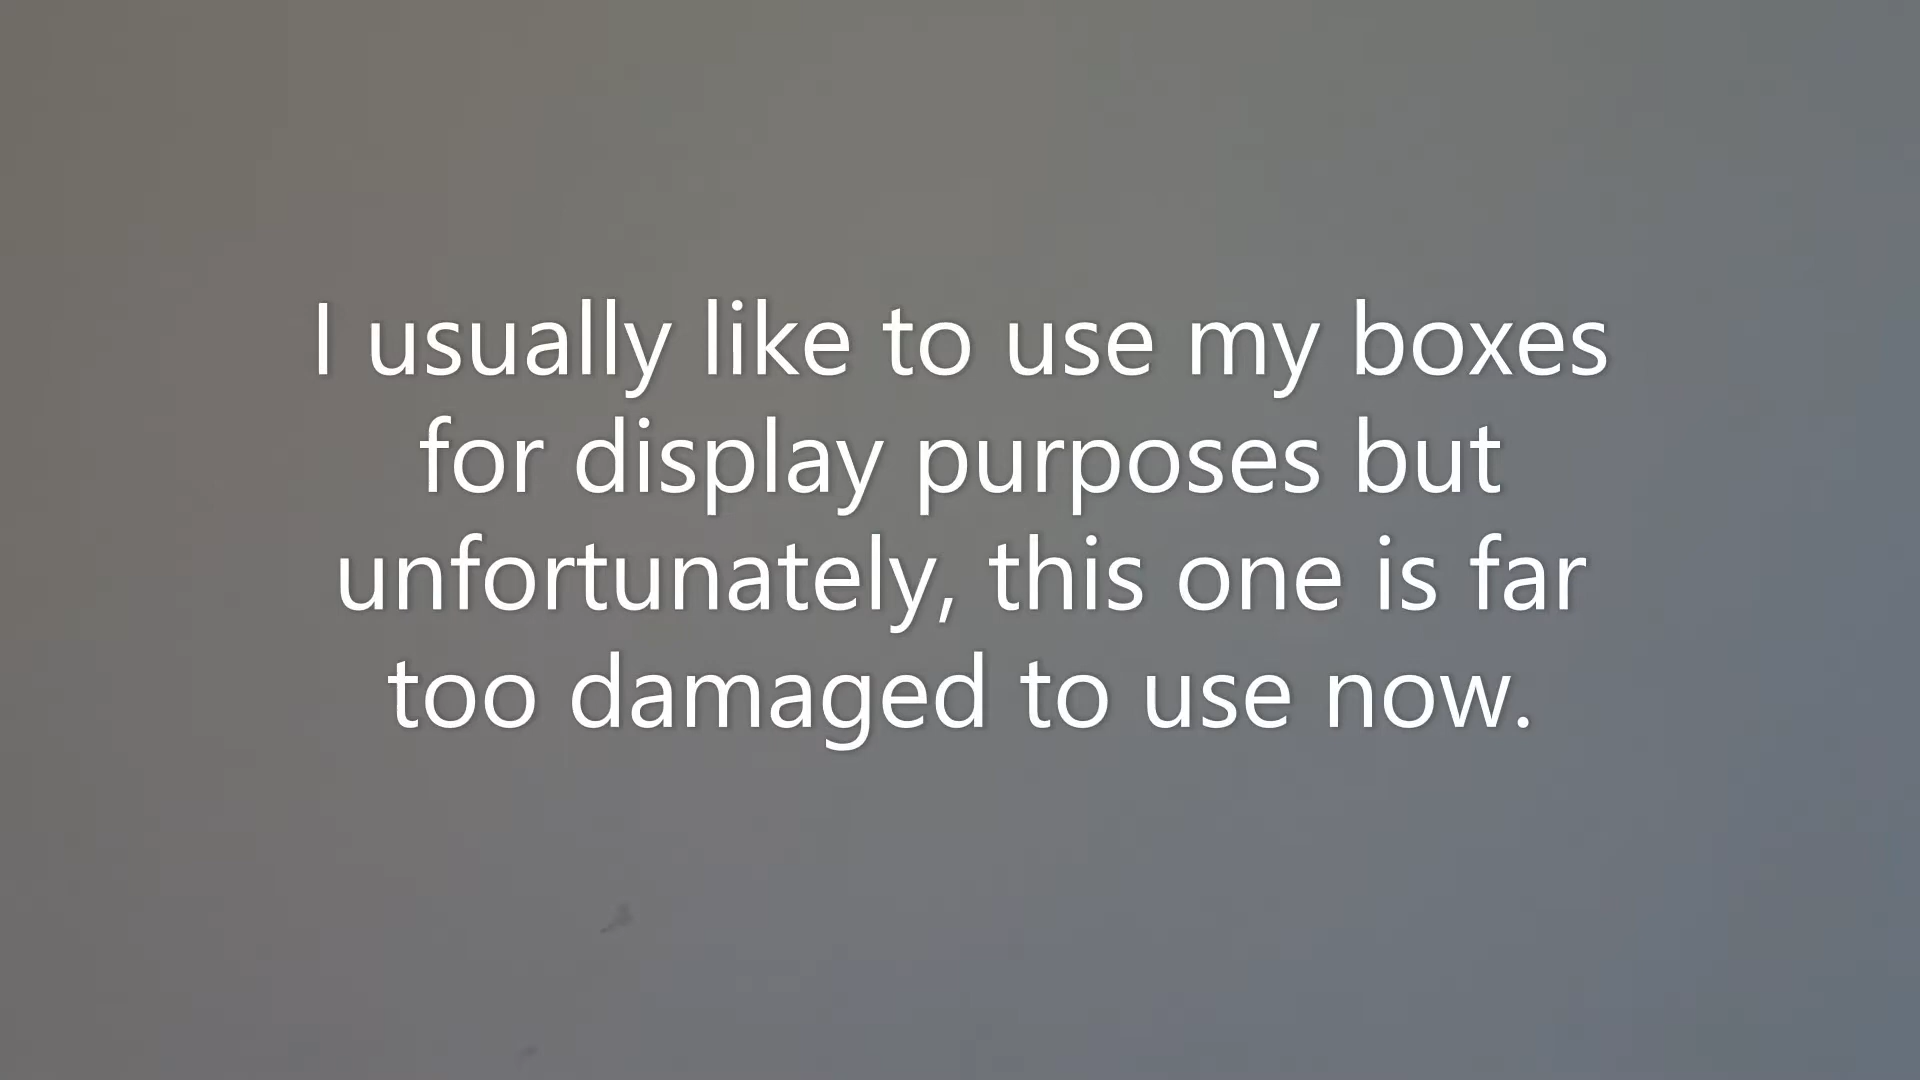 I usually like to use my boxes
for display purposes but
unfortunately, this one is far
too damaged to use now.